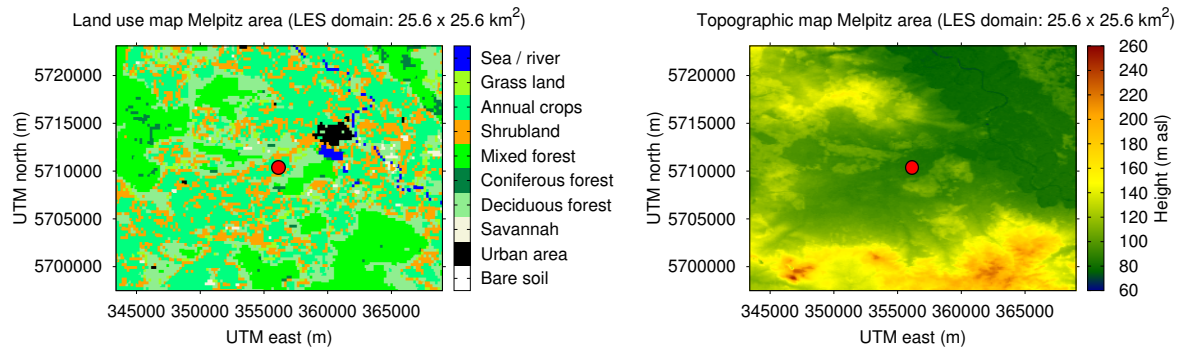 Land use map Melpitz area (LES domain: 25.6 x 25.6 km²)
UTM north (m)
5720000
5715000
5710000
5705000
5700000
345000 350000 355000 360000 365000
UTM east (m)
Sea / river
Grass land
Annual crops
Shrubland
Mixed forest
Coniferous forest
Deciduous forest
Savannah
Urban area
Bare soil
Topographic map Melpitz area (LES domain: 25.6 x 25.6 km²)
UTM north (m)
5720000
5715000
5710000
5705000
5700000
345000 350000 355000 360000 365000
UTM east (m)
260
240
220
200
180
160
140
120
100
80
60
Height (m asl)